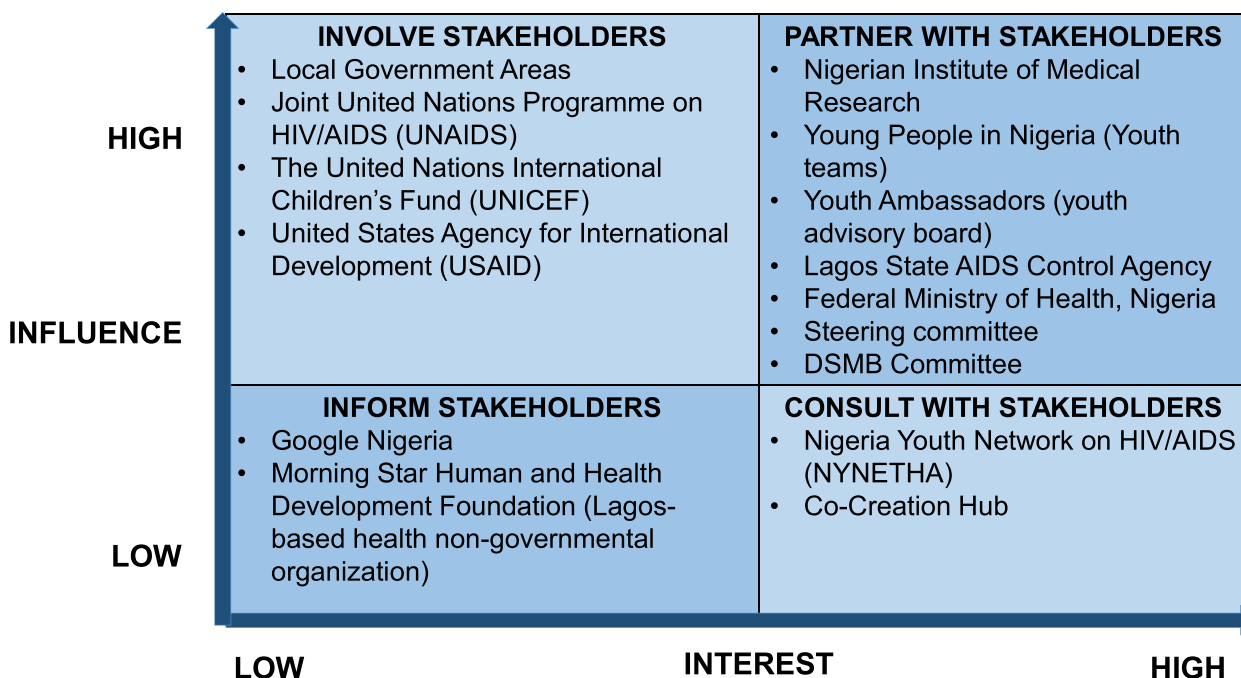 INVOLVE STAKEHOLDERS
• Local Government Areas
• Joint United Nations Programme on
HIV/AIDS (UNAIDS)
• The United Nations International
Children's Fund (UNICEF)
• United States Agency for International
Development (USAID)
PARTNER WITH STAKEHOLDERS
• Nigerian Institute of Medical
Research
• Young People in Nigeria (Youth
teams)
• Youth Ambassadors (youth
advisory board)
• Lagos State AIDS Control Agency
• Federal Ministry of Health, Nigeria
• Steering committee
• DSMB Committee
HIGH
INFLUENCE
LOW
INFORM STAKEHOLDERS
• Google Nigeria
• Morning Star Human and Health
Development Foundation (Lagos-
based health non-governmental
organization)
CONSULT WITH STAKEHOLDERS
• Nigeria Youth Network on HIV/AIDS
(NYNETHA)
• Co-Creation Hub
LOW
INTEREST
HIGH